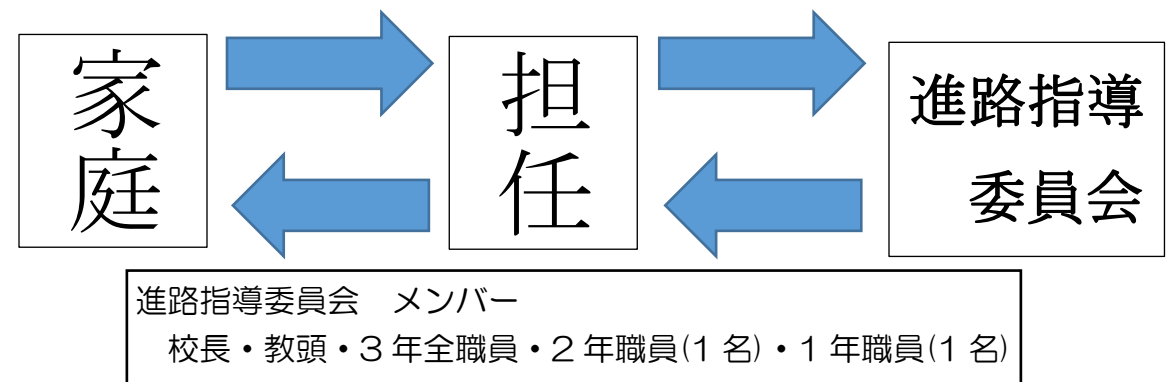 家庭
担任
進路指導
委員会
進路指導委員会　メンバー
校長・教頭・3年全職員・2年職員(1名)・1年職員(1名)